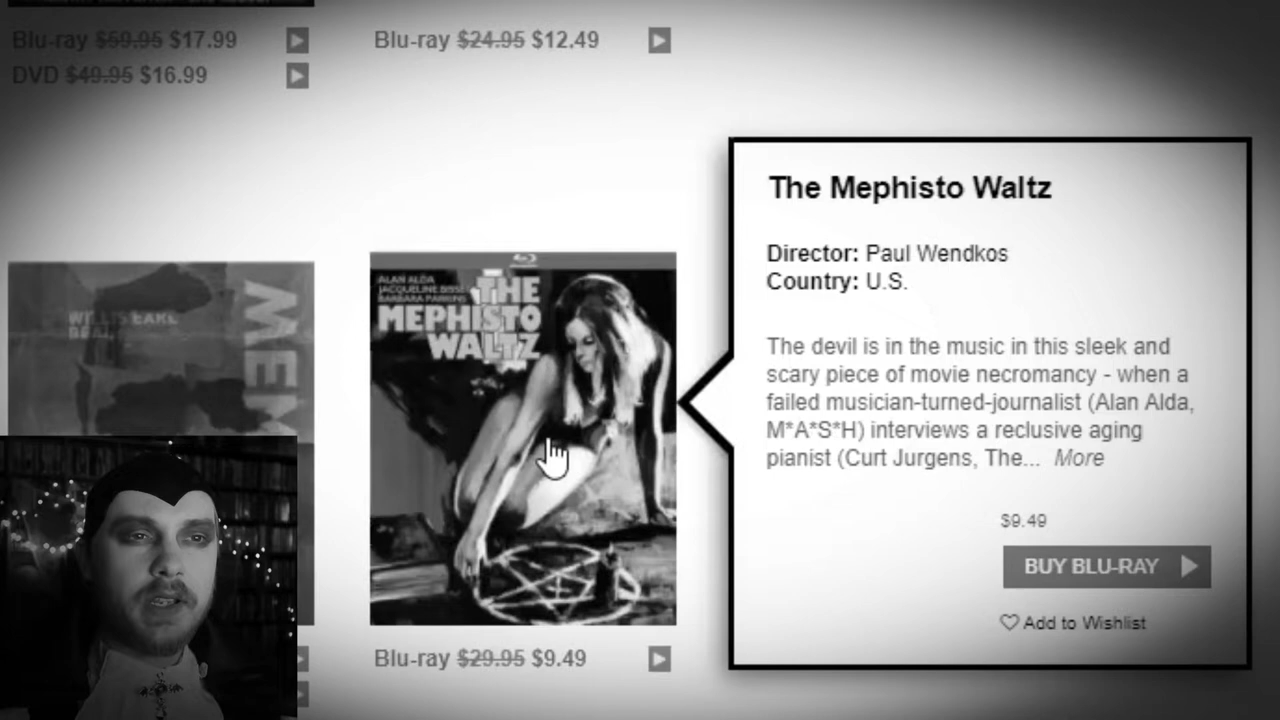 Blu-ray $59.95 $17.99
Blu-ray $24.95 $12.49
DVD $49.95 $16.99
The Mephisto Waltz
Director: Paul Wendkos
Country: U.S.
The devil is in the music in this sleek and
scary piece of movie necromancy - when a
failed musician-turned-journalist (Alan Alda,
M*A*S*H) interviews a reclusive aging
pianist (Curt Jurgens, The... More
$9.49
BUY BLU-RAY
Add to Wishlist
ALAN ALDA
BARBARA PARKINS
THE
MEPHISTO
WALTZ
Blu-ray $29.95 $9.49